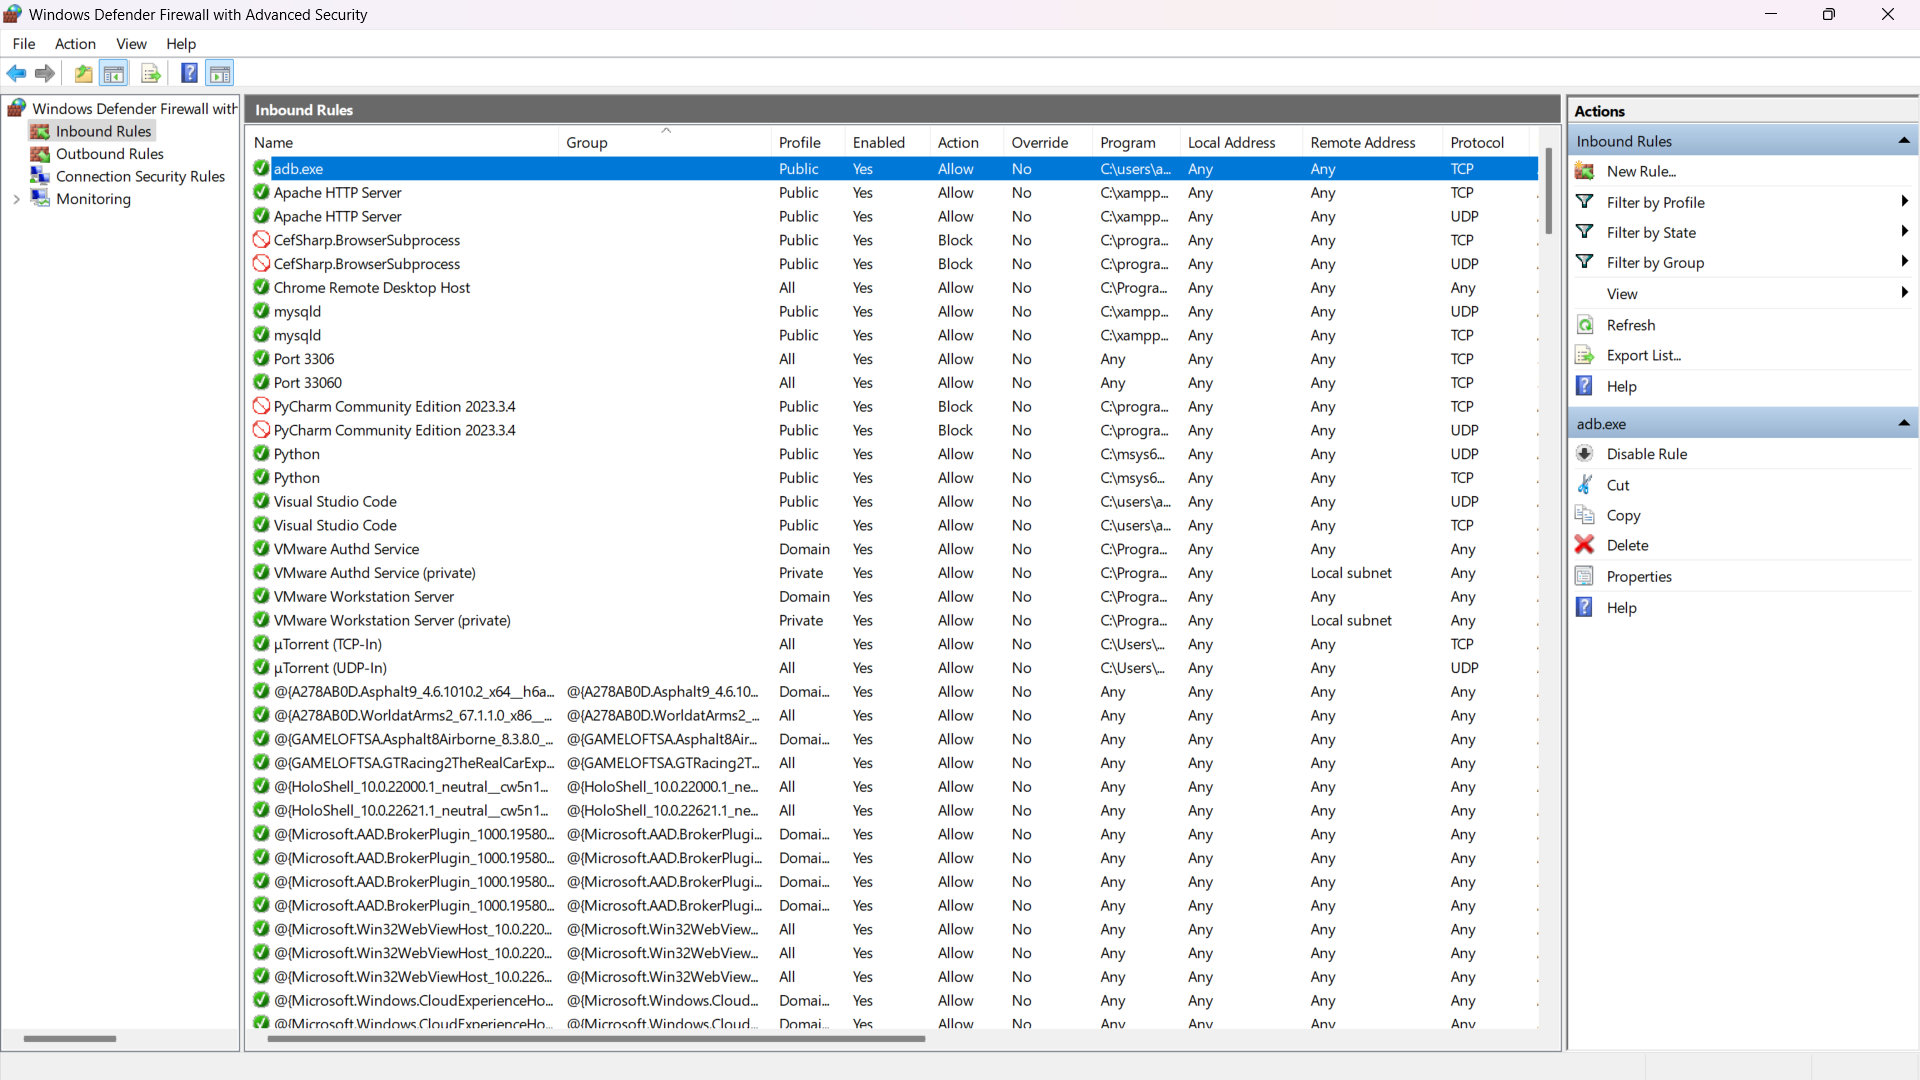 Windows Defender Firewall with Advanced Security
File Action View Help
Windows Defender Firewall with
Inbound Rules
Outbound Rules
Connection Security Rules
Monitoring
Inbound Rules
Name Group Profile Enabled Action Override Program Local Address Remote Address Protocol
adb.exe Public Yes Allow No C:\users\a... Any Any TCP
Apache HTTP Server Public Yes Allow No C:\xampp... Any Any TCP
Apache HTTP Server Public Yes Allow No C:\xampp... Any Any UDP
CefSharp.BrowserSubprocess Public Yes Block No C:\progra... Any Any TCP
CefSharp.BrowserSubprocess Public Yes Block No C:\progra... Any Any UDP
Chrome Remote Desktop Host All Yes Allow No C:\Progra... Any Any Any
mysqld Public Yes Allow No C:\xampp... Any Any UDP
mysqld Public Yes Allow No C:\xampp... Any Any TCP
Port 3306 All Yes Allow No Any Any Any TCP
Port 33060 All Yes Allow No Any Any Any TCP
PyCharm Community Edition 2023.3.4 Public Yes Block No C:\progra... Any Any TCP
PyCharm Community Edition 2023.3.4 Public Yes Block No C:\progra... Any Any UDP
Python Public Yes Allow No C:\msys6... Any Any UDP
Python Public Yes Allow No C:\msys6... Any Any TCP
Visual Studio Code Public Yes Allow No C:\users\a... Any Any UDP
Visual Studio Code Public Yes Allow No C:\users\a... Any Any TCP
VMware Authd Service Domain Yes Allow No C:\Progra... Any Any Any
VMware Authd Service (private) Private Yes Allow No C:\Progra... Any Local subnet Any
VMware Workstation Server Domain Yes Allow No C:\Progra... Any Any Any
VMware Workstation Server (private) Private Yes Allow No C:\Progra... Any Local subnet Any
µTorrent (TCP-In) All Yes Allow No C:\Users\... Any Any TCP
µTorrent (UDP-In) All Yes Allow No C:\Users\... Any Any UDP
@{A278AB0D.Asphalt9_4.6.1010.2_x64__h6a... @{A278AB0D.Asphalt9_4.6.10... Domai... Yes Allow No Any Any Any Any
@{A278AB0D.WorldatArms2_67.1.1.0_x86__... @{A278AB0D.WorldatArms2_... All Yes Allow No Any Any Any Any
@{GAMELOFTSA.Asphalt8Airborne_8.3.8.0_... @{GAMELOFTSA.Asphalt8Air... Domai... Yes Allow No Any Any Any Any
@{GAMELOFTSA.GTRacing2TheRealCarExp... @{GAMELOFTSA.GTRacing2T... All Yes Allow No Any Any Any Any
@{HoloShell_10.0.22000.1_neutral__cw5n1... @{HoloShell_10.0.22000.1_ne... All Yes Allow No Any Any Any Any
@{HoloShell_10.0.22621.1_neutral__cw5n1... @{HoloShell_10.0.22621.1_ne... All Yes Allow No Any Any Any Any
@{Microsoft.AAD.BrokerPlugin_1000.19580... @{Microsoft.AAD.BrokerPlugi... Domai... Yes Allow No Any Any Any Any
@{Microsoft.AAD.BrokerPlugin_1000.19580... @{Microsoft.AAD.BrokerPlugi... Domai... Yes Allow No Any Any Any Any
@{Microsoft.AAD.BrokerPlugin_1000.19580... @{Microsoft.AAD.BrokerPlugi... Domai... Yes Allow No Any Any Any Any
@{Microsoft.AAD.BrokerPlugin_1000.19580... @{Microsoft.AAD.BrokerPlugi... Domai... Yes Allow No Any Any Any Any
@{Microsoft.Win32WebViewHost_10.0.220... @{Microsoft.Win32WebView... All Yes Allow No Any Any Any Any
@{Microsoft.Win32WebViewHost_10.0.220... @{Microsoft.Win32WebView... All Yes Allow No Any Any Any Any
@{Microsoft.Win32WebViewHost_10.0.226... @{Microsoft.Win32WebView... All Yes Allow No Any Any Any Any
@{Microsoft.Windows.CloudExperienceHo... @{Microsoft.Windows.Cloud... Domai... Yes Allow No Any Any Any Any
@{Microsoft.Windows.CloudExperienceHo... @{Microsoft.Windows.Cloud... Domai... Yes Allow No Any Any Any Any
Actions
Inbound Rules
New Rule...
Filter by Profile
Filter by State
Filter by Group
View
Refresh
Export List...
Help
adb.exe
Disable Rule
Cut
Copy
Delete
Properties
Help